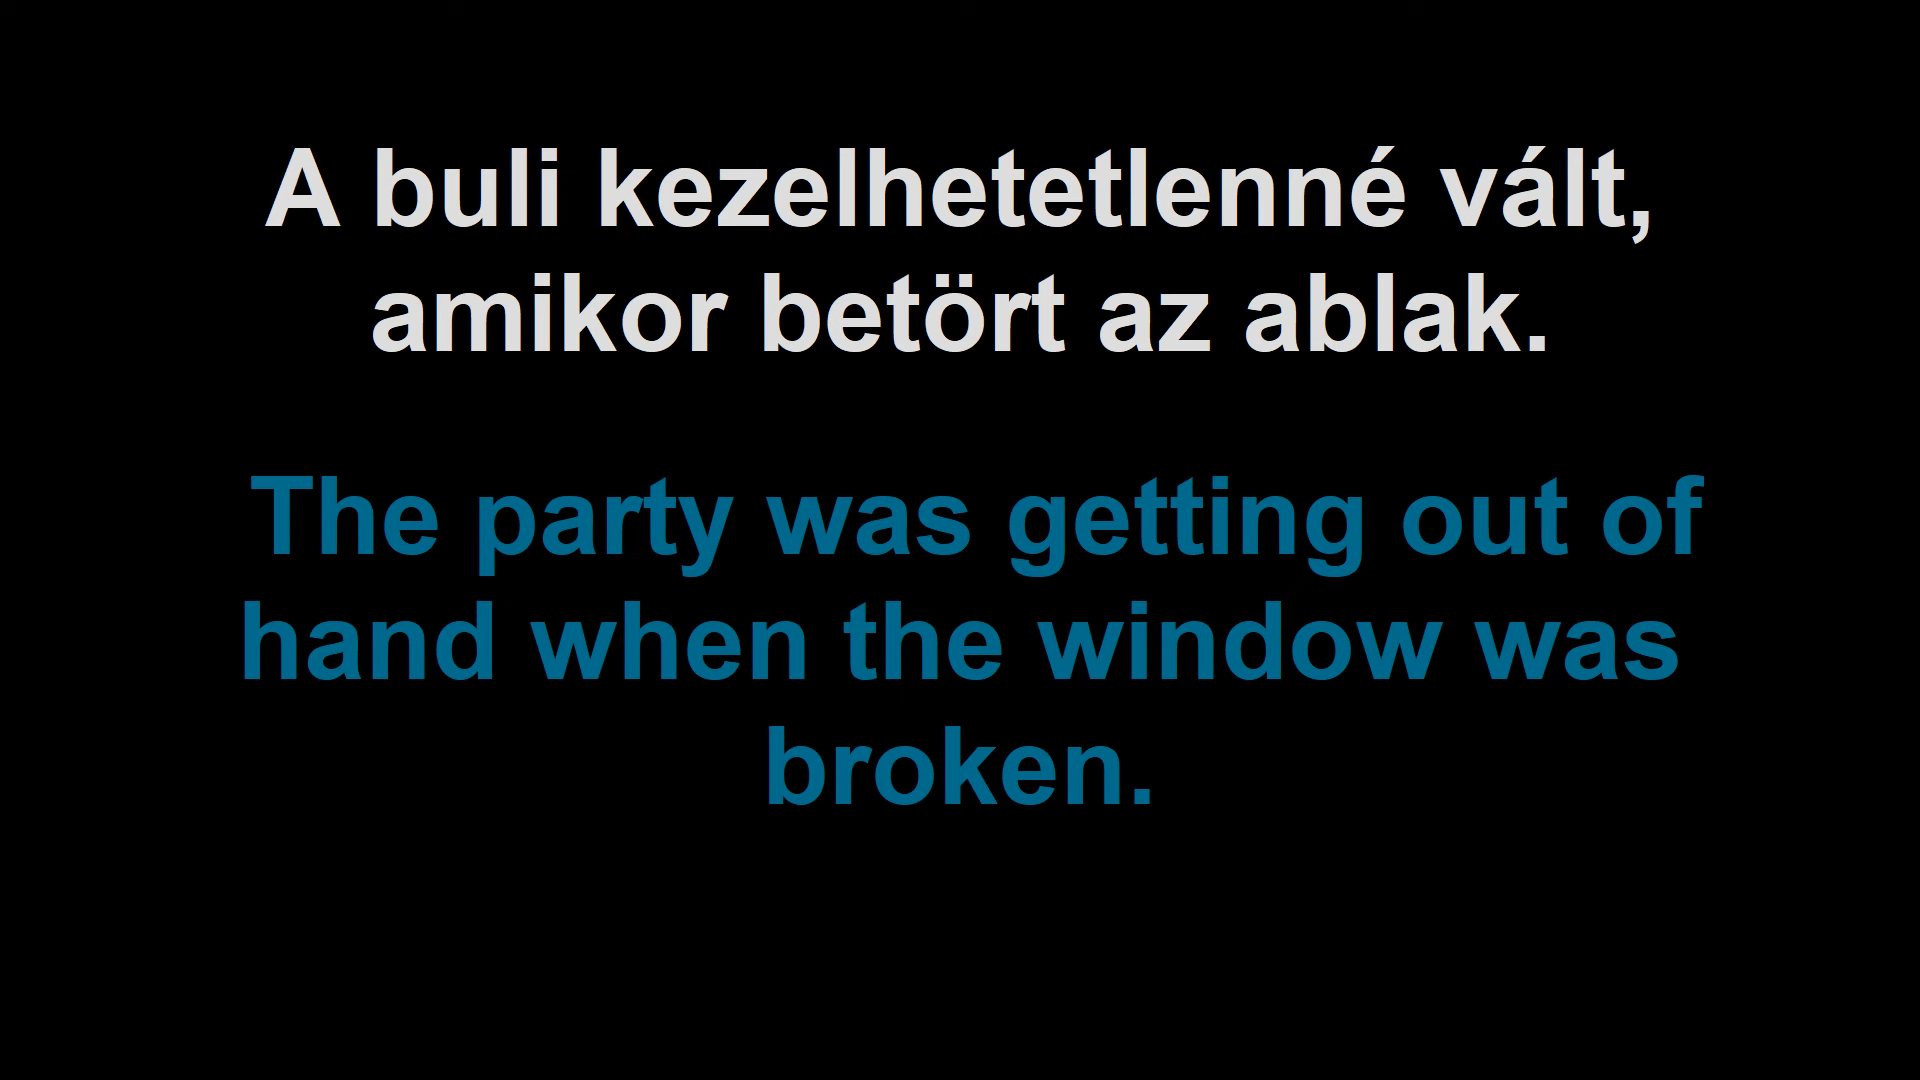 A buli kezelhetetlenné vált,
amikor betört az ablak.
The party was getting out of
hand when the window was
broken.